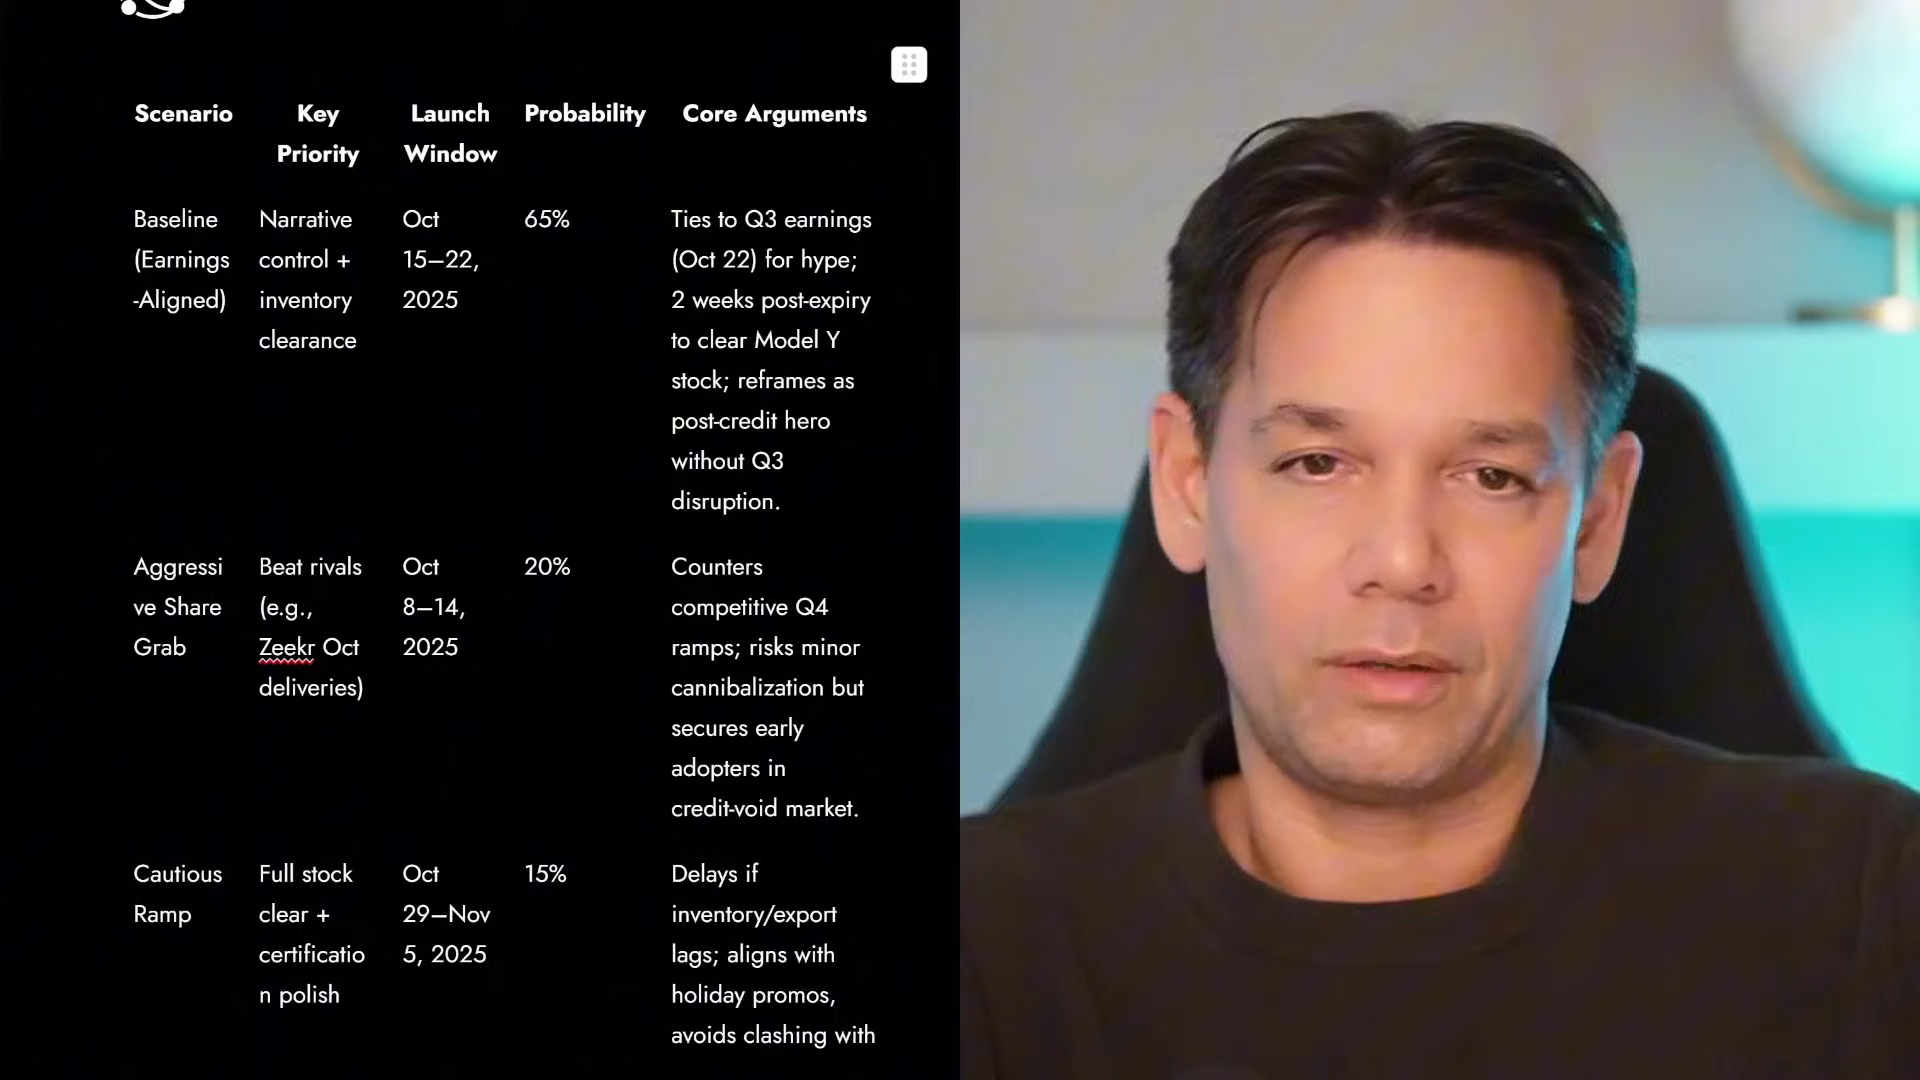 Scenario
Key
Priority
Launch
Window
Probability
Core Arguments
Baseline
(Earnings
-Aligned)
Narrative
control +
inventory
clearance
Oct
15–22,
2025
65%
Ties to Q3 earnings
(Oct 22) for hype;
2 weeks post-expiry
to clear Model Y
stock; reframes as
post-credit hero
without Q3
disruption.
Aggressi
ve Share
Grab
Beat rivals
(e.g.,
Zeekr Oct
deliveries)
Oct
8–14,
2025
20%
Counters
competitive Q4
ramps; risks minor
cannibalization but
secures early
adopters in
credit-void market.
Cautious
Ramp
Full stock
clear +
certificatio
n polish
Oct
29–Nov
5, 2025
15%
Delays if
inventory/export
lags; aligns with
holiday promos,
avoids clashing with